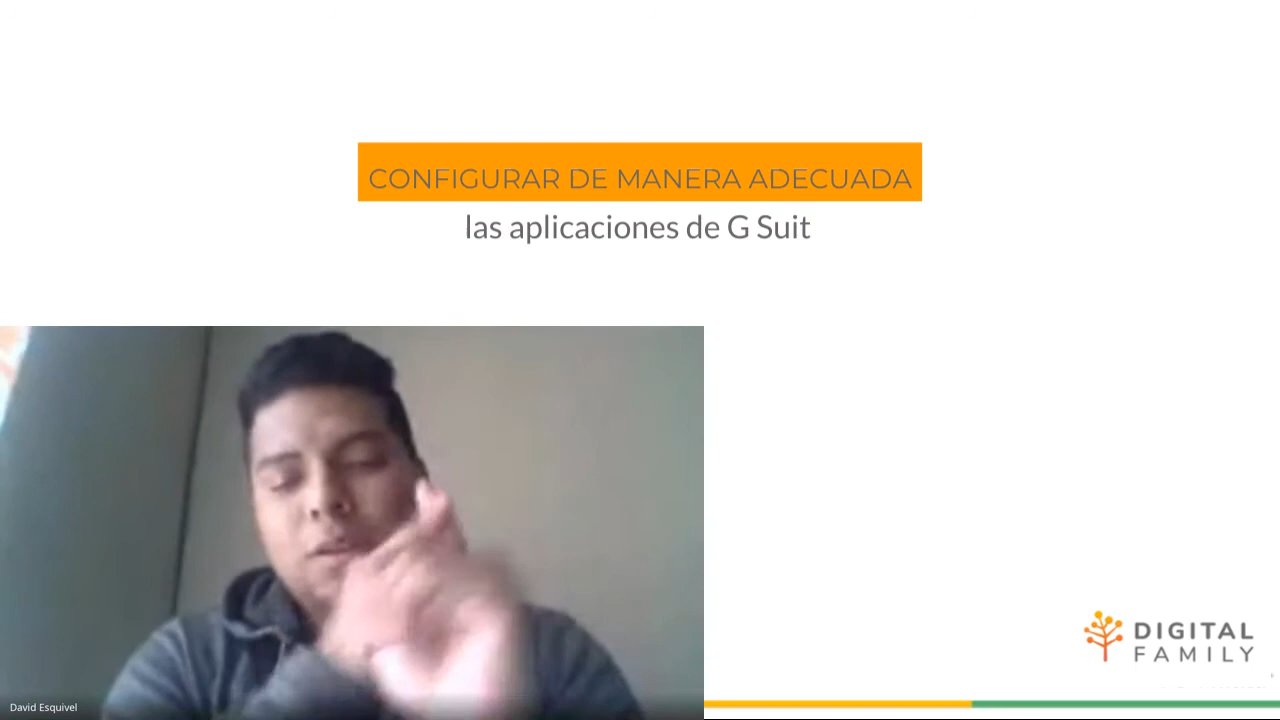 CONFIGURAR DE MANERA ADECUADA
las aplicaciones de G Suit
DIGITAL
FAMILY
David Esquivel